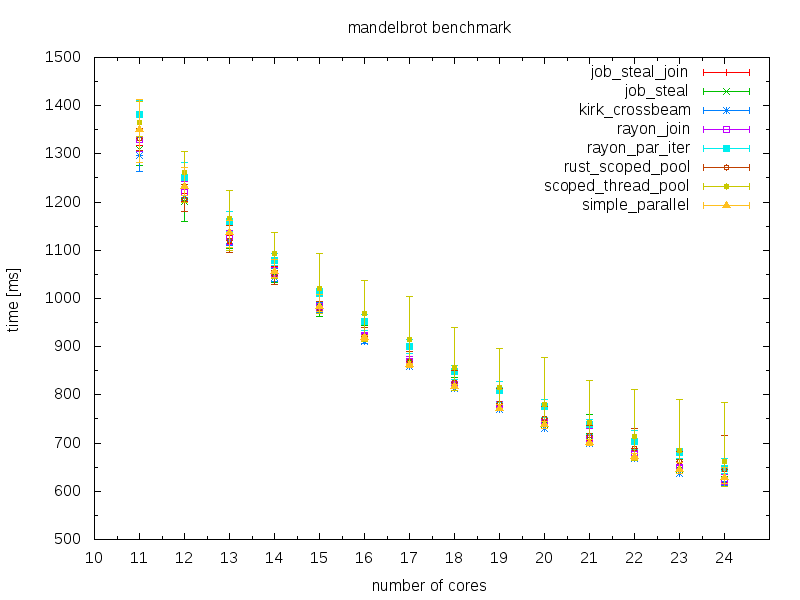 mandelbrot benchmark
1500
1400
1300
1200
1100
1000
900
800
700
600
500
time [ms]
job_steal_join
job_steal
kirk_crossbeam
rayon_join
rayon_par_iter
rust_scoped_pool
scoped_thread_pool
simple_parallel
10 11 12 13 14 15 16 17 18 19 20 21 22 23 24
number of cores